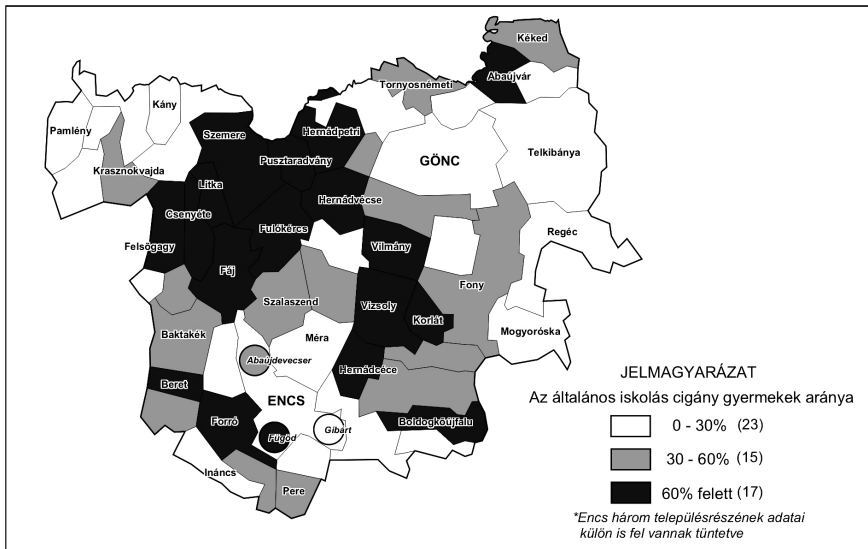 Kéked
Abaújvár
Tornyosnémeti
Kány
Pamlény
Szemere
Hernádpetri
Pusztaradvány
GÖNC
Telkibánya
Krasznokvajda
Litka
Hernádvécse
Csenyéte
Fulókércs
Felsőgagy
Vilmány
Regéc
Fáj
Fony
Szalaszend
Vizsoly
Korlát
Baktakék
Méra
Mogyoróska
Abaújdevecser
Hernádcéce
Beret
ENCS
Forró
Fügöd
Gibárt
Boldogkőújfalu
Ináncs
Pere
JELMAGYARÁZAT
Az általános iskolás cigány gyermekek aránya
0 - 30% (23)
30 - 60% (15)
60% felett (17)
*Encs három településrészének adatai
külön is fel vannak tüntetve